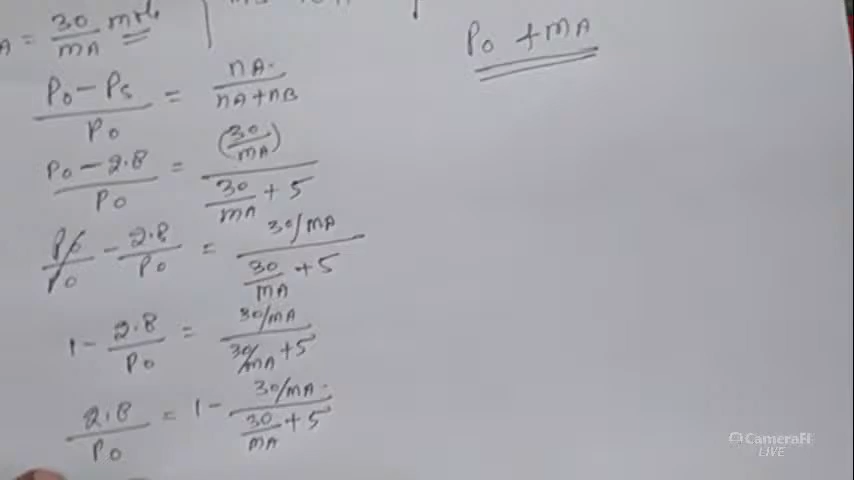 A = 30/mA mole
P0 + mA
P0 - Ps / P0 = nA / nA + nB
P0 - 2.8 / P0 = (30/mA) / 30/mA + 5
P0/P0 - 2.8/P0 = 30/mA / 30/mA + 5
1 - 2.8/P0 = 30/mA / 30/mA + 5
2.8/P0 = 1 - 30/mA / 30/mA + 5
CameraFI
LIVE